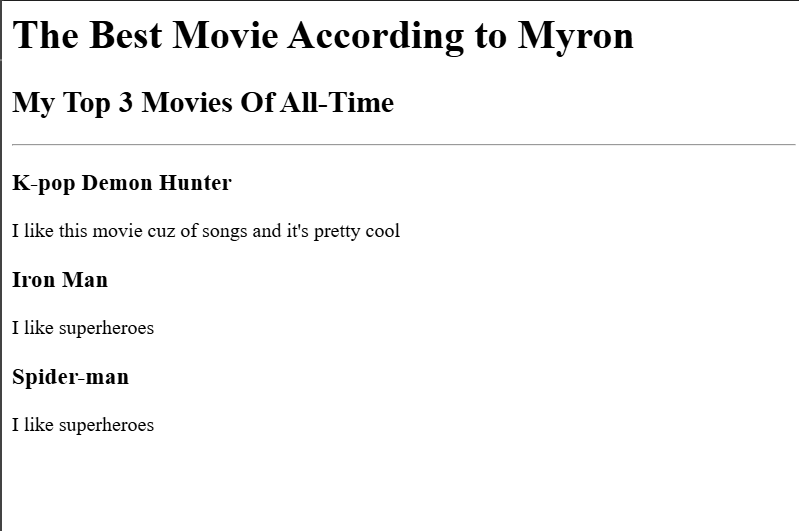 The Best Movie According to Myron
My Top 3 Movies Of All-Time
K-pop Demon Hunter
I like this movie cuz of songs and it's pretty cool
Iron Man
I like superheroes
Spider-man
I like superheroes